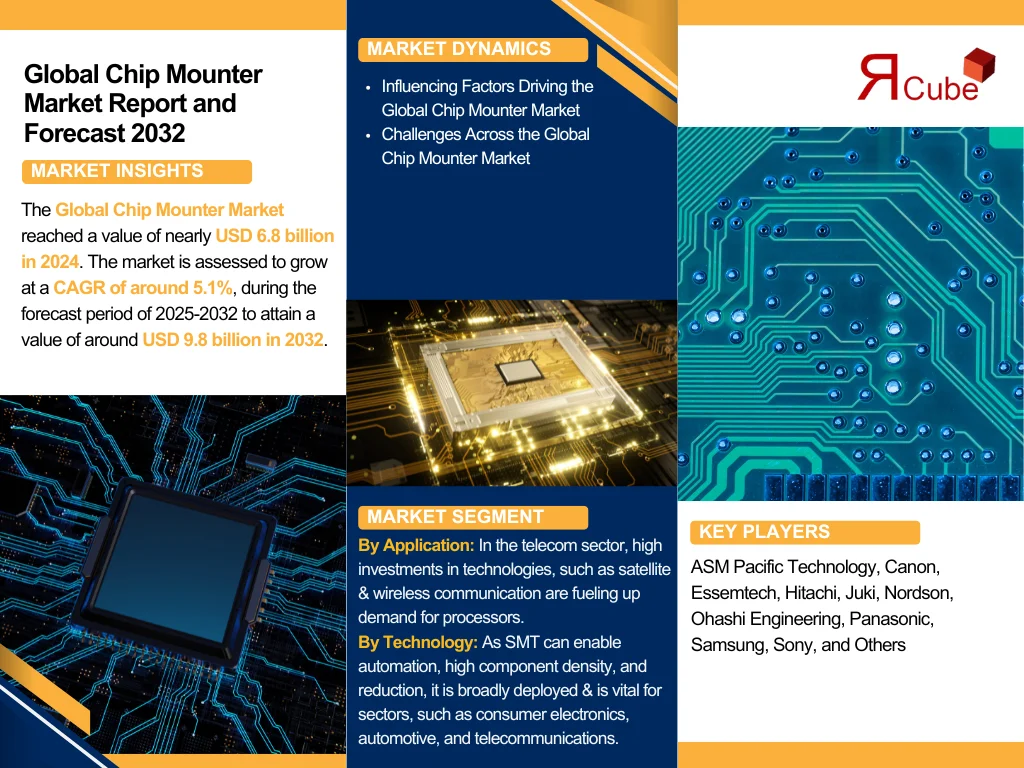 Global Chip Mounter
Market Report and
Forecast 2032
MARKET INSIGHTS
The Global Chip Mounter Market
reached a value of nearly USD 6.8 billion
in 2024. The market is assessed to grow
at a CAGR of around 5.1%, during the
forecast period of 2025-2032 to attain a
value of around USD 9.8 billion in 2032.
MARKET DYNAMICS
• Influencing Factors Driving the
Global Chip Mounter Market
• Challenges Across the Global
Chip Mounter Market
MARKET SEGMENT
By Application: In the telecom sector, high
investments in technologies, such as satellite
& wireless communication are fueling up
demand for processors.
By Technology: As SMT can enable
automation, high component density, and
reduction, it is broadly deployed & is vital for
sectors, such as consumer electronics,
automotive, and telecommunications.
ЯCube
KEY PLAYERS
ASM Pacific Technology, Canon,
Essemtech, Hitachi, Juki, Nordson,
Ohashi Engineering, Panasonic,
Samsung, Sony, and Others